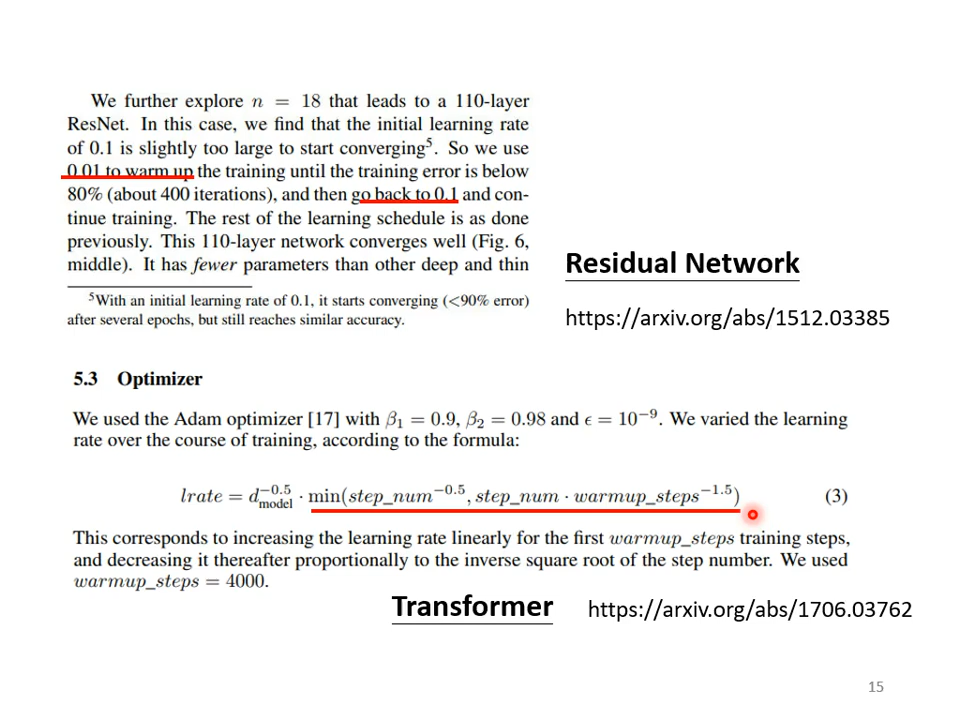 We further explore n = 18 that leads to a 110-layer
ResNet. In this case, we find that the initial learning rate
of 0.1 is slightly too large to start converging⁵. So we use
0.01 to warm up the training until the training error is below
80% (about 400 iterations), and then go back to 0.1 and con-
tinue training. The rest of the learning schedule is as done
previously. This 110-layer network converges well (Fig. 6,
middle). It has fewer parameters than other deep and thin
⁵With an initial learning rate of 0.1, it starts converging (<90% error)
after several epochs, but still reaches similar accuracy.
Residual Network
https://arxiv.org/abs/1512.03385
5.3 Optimizer
We used the Adam optimizer [17] with β₁ = 0.9, β₂ = 0.98 and ϵ = 10⁻⁹. We varied the learning
rate over the course of training, according to the formula:
lrate = d_model^−0.5 · min(step_num^−0.5, step_num · warmup_steps^−1.5) (3)
This corresponds to increasing the learning rate linearly for the first warmup_steps training steps,
and decreasing it thereafter proportionally to the inverse square root of the step number. We used
warmup_steps = 4000.
Transformer https://arxiv.org/abs/1706.03762
15